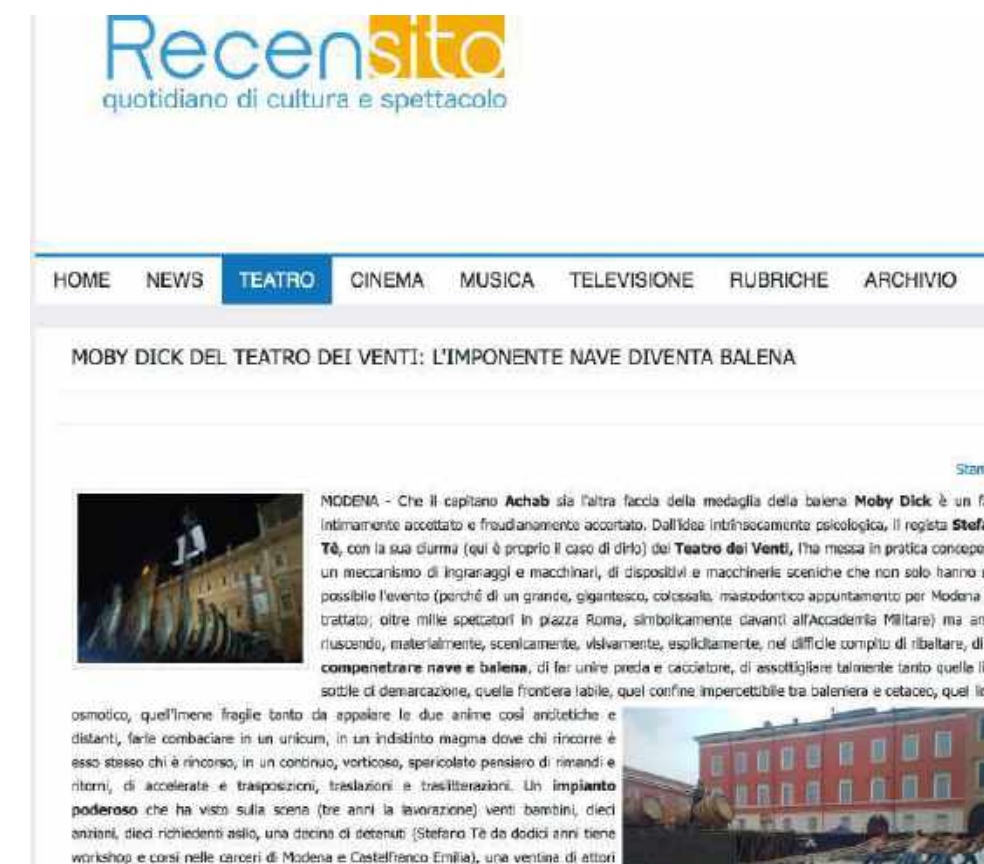 Recensito
quotidiano di cultura e spettacolo
HOME NEWS TEATRO CINEMA MUSICA TELEVISIONE RUBRICHE ARCHIVIO
MOBY DICK DEL TEATRO DEI VENTI: L'IMPONENTE NAVE DIVENTA BALENA
Stam
MODENA - Che il capitano Achab sia l'altra faccia della medaglia della balena Moby Dick è un fa
intimamente accettato e freudianamente accertato. Dall'idea intrinsecamente psicologica, il regista Stefa
Tè, con la sua ciurma (qui è proprio il caso di dirlo) del Teatro dei Venti, l'ha messa in pratica concepe
un meccanismo di ingranaggi e macchinari, di dispositivi e macchinerie sceniche che non solo hanno
possibile l'evento (perché di un grande, gigantesco, colossale, mastodontico appuntamento per Modena
trattato; oltre mille spettatori in piazza Roma, simbolicamente davanti all'Accademia Militare) ma an
riuscendo, materialmente, scenicamente, visivamente, esplicitamente, nel difficile compito di ribaltare, di
compenetrare nave e balena, di far unire preda e cacciatore, di assottigliare talmente tanto quella li
sottile di demarcazione, quella frontiera labile, quel confine impercettibile tra baleniera e cetaceo, quel
osmotico, quell'imene fragile tanto da appaiare le due anime così antitetiche e
distanti, farle combaciare in un unicum, in un indistinto magma dove chi rincorre è
esso stesso chi è rincorso, in un continuo, vorticoso, spericolato pensiero di rimandi e
ritorni, di accelerate e trasposizioni, traslazioni e traslitterazioni. Un impianto
poderoso che ha visto sulla scena (tre anni la lavorazione) venti bambini, dieci
anziani, dieci richiedenti asilo, una decina di detenuti (Stefano Tè da dodici anni tiene
workshop e corsi nelle carceri di Modena e Castelfranco Emilia), una ventina di attori